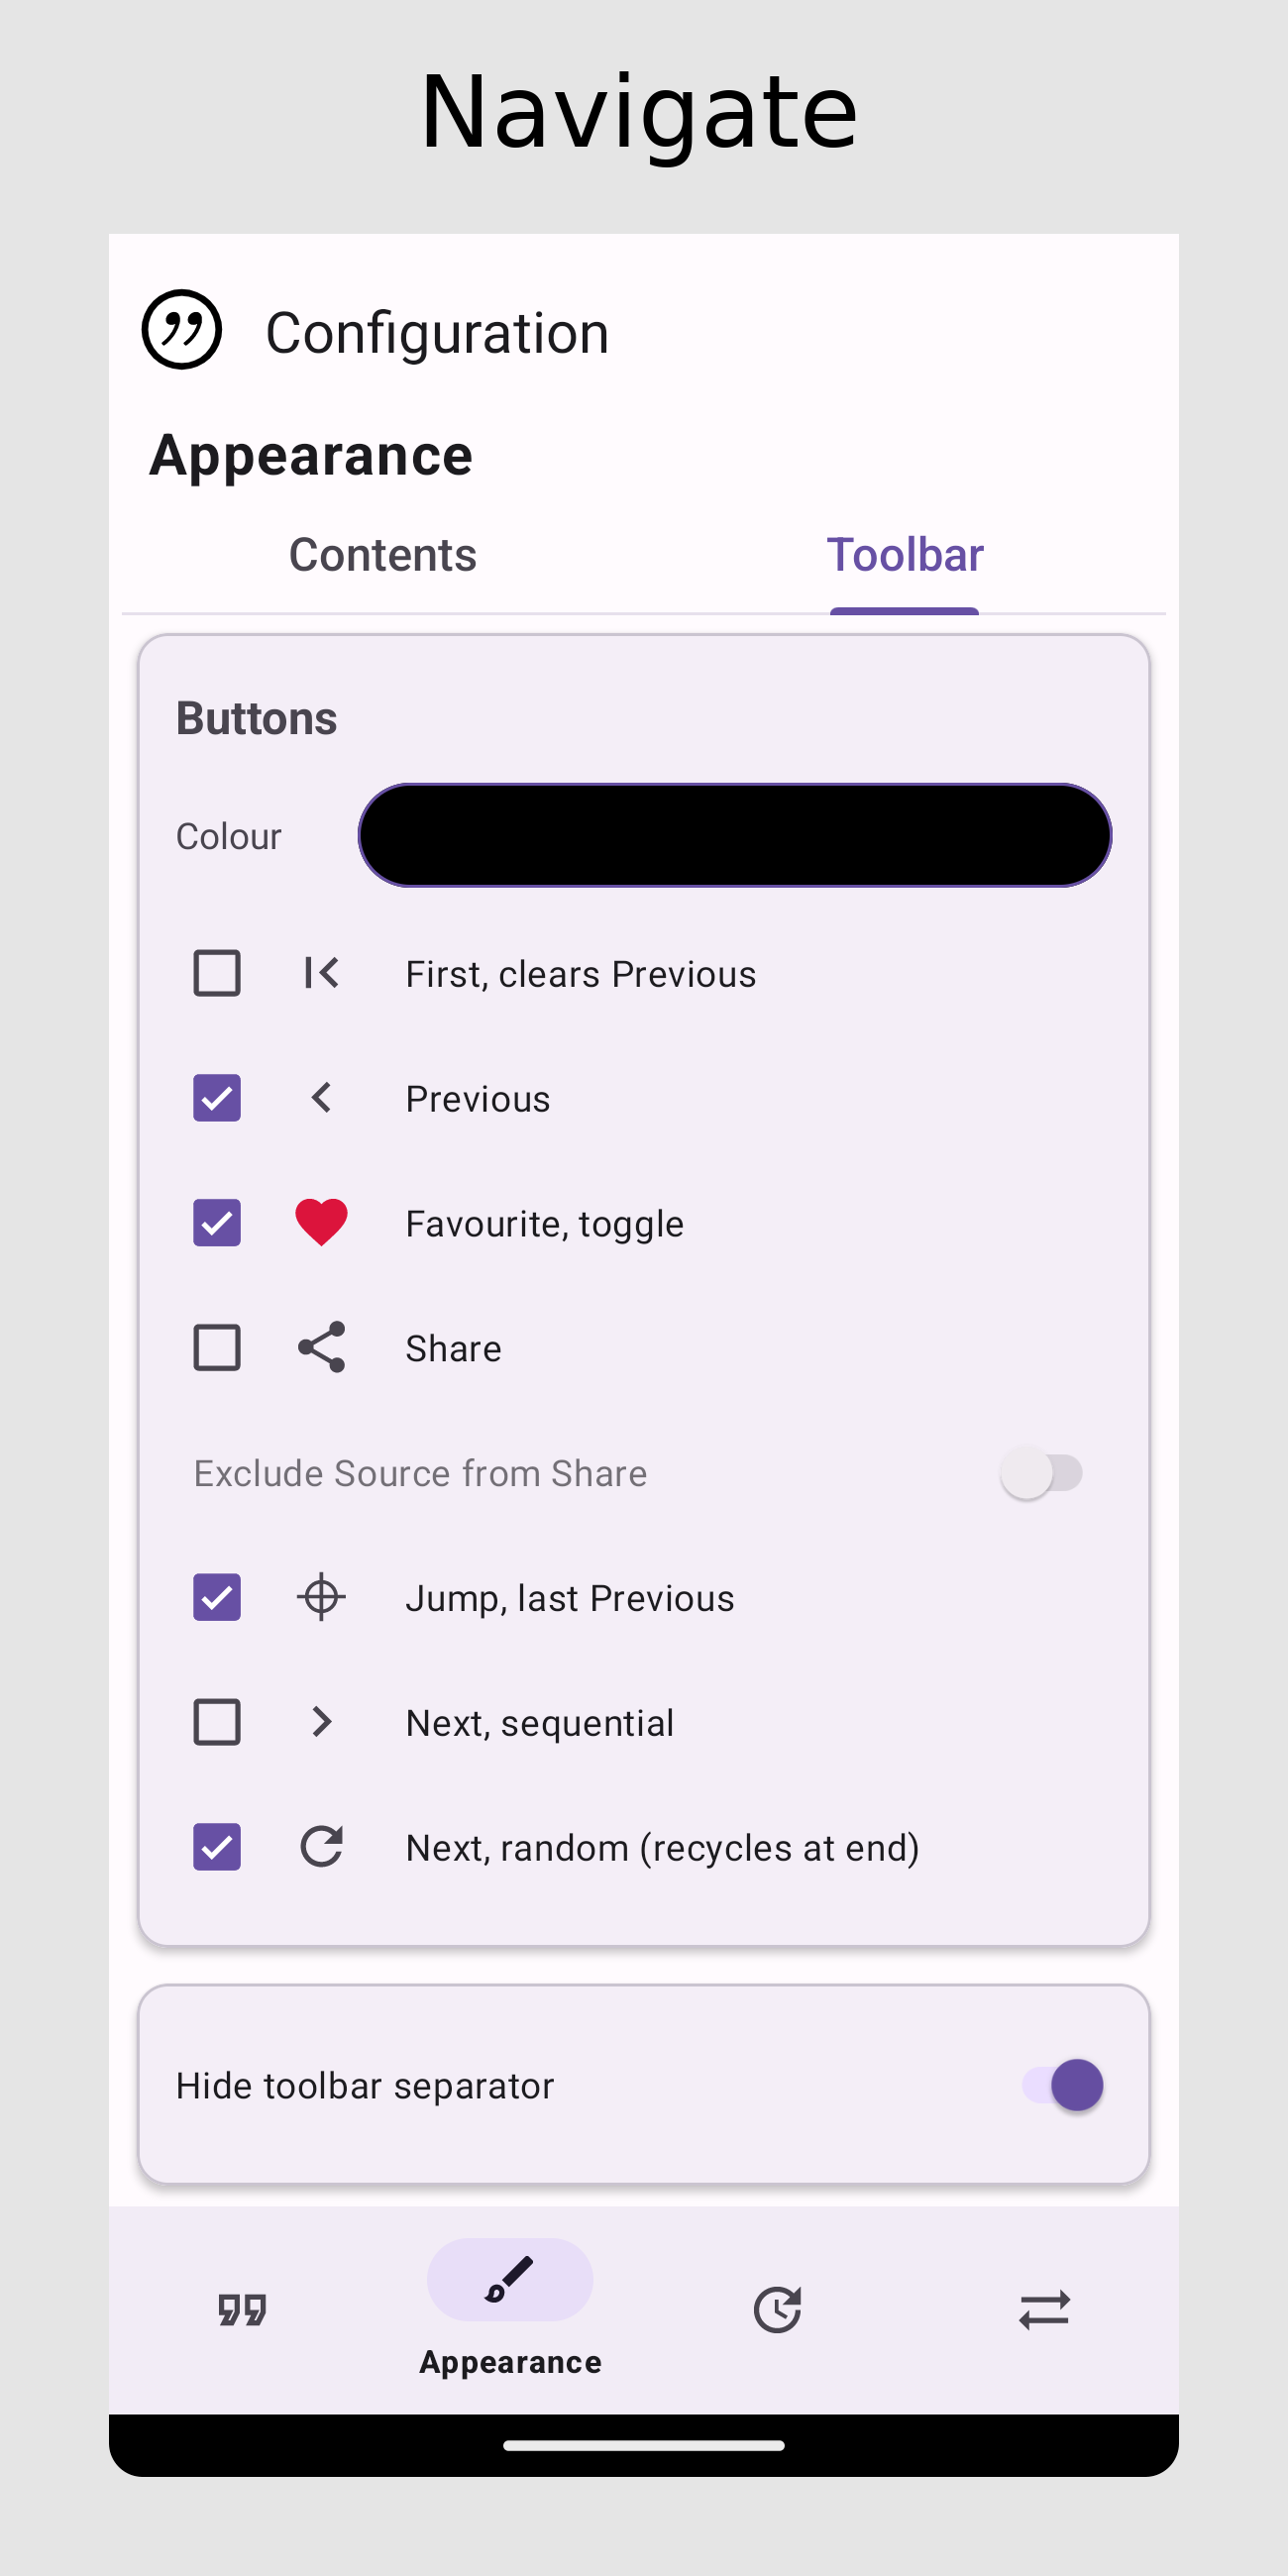 Navigate
Configuration
Appearance
Contents Toolbar
Buttons
Colour
First, clears Previous
Previous
Favourite, toggle
Share
Exclude Source from Share
Jump, last Previous
Next, sequential
Next, random (recycles at end)
Hide toolbar separator
Appearance